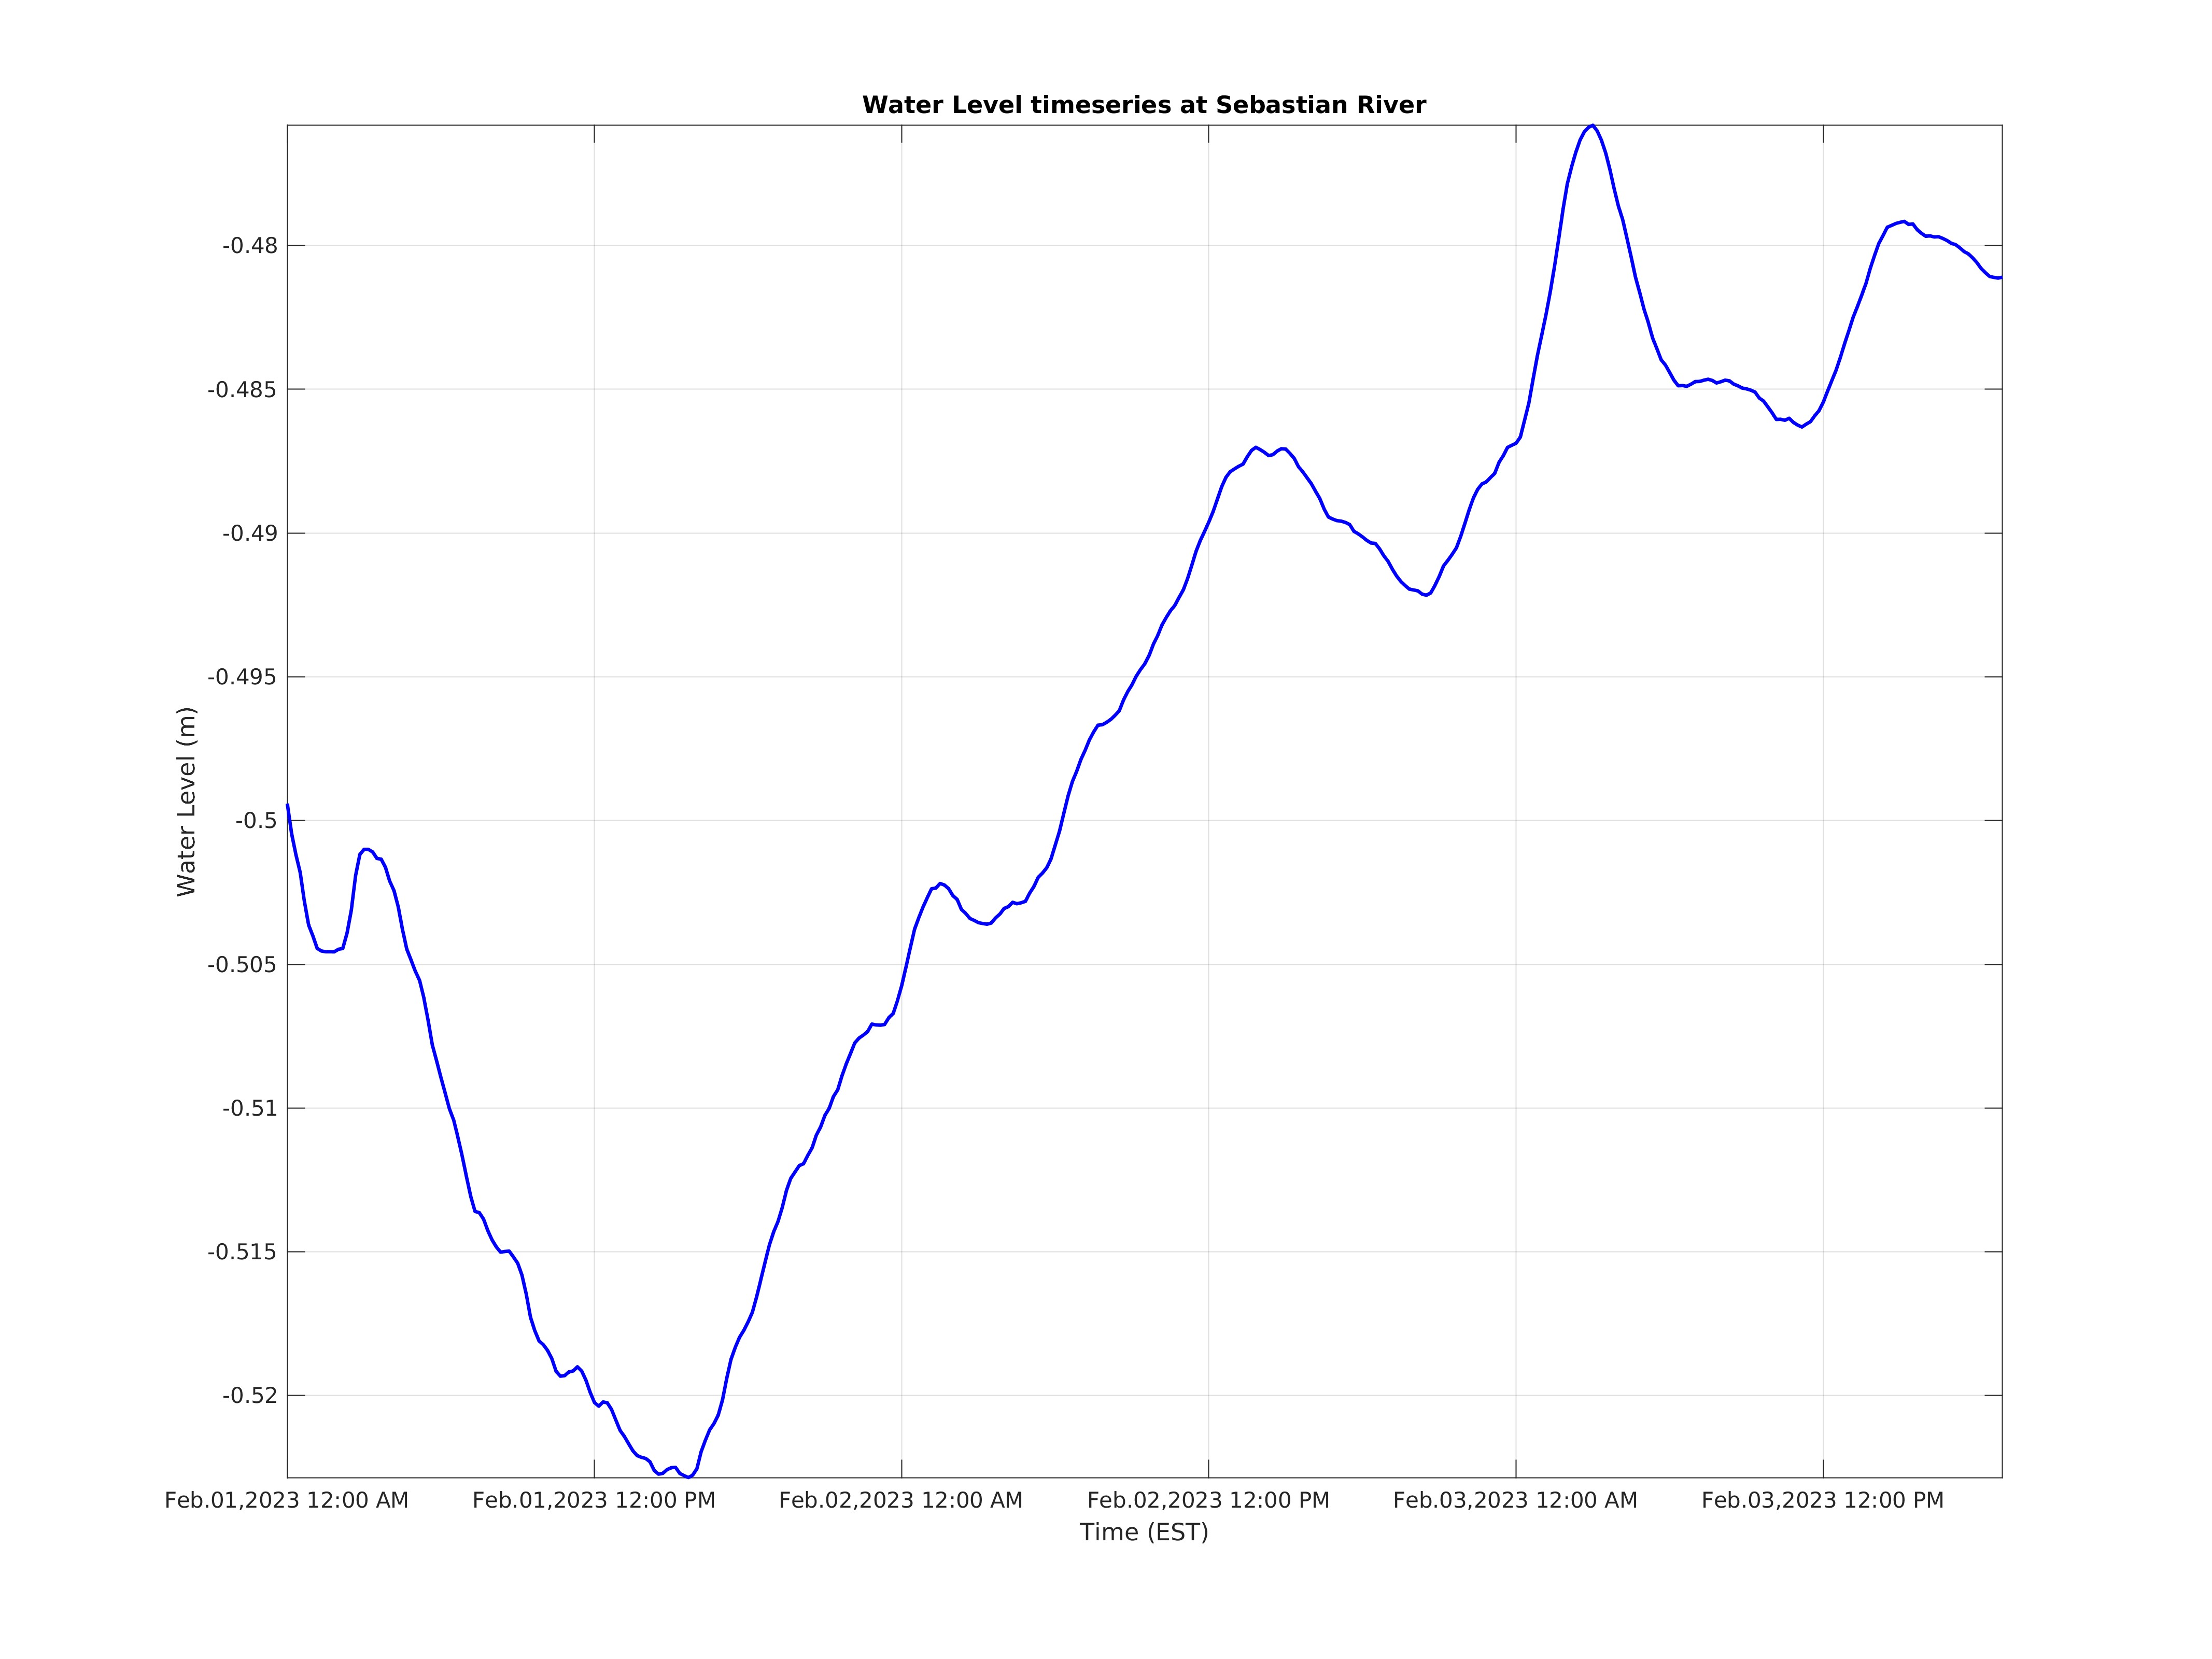 Water Level timeseries at Sebastian River
-0.48
-0.485
-0.49
-0.495
-0.5
-0.505
-0.51
-0.515
-0.52
Water Level (m)
Feb.01,2023 12:00 AM Feb.01,2023 12:00 PM Feb.02,2023 12:00 AM Feb.02,2023 12:00 PM Feb.03,2023 12:00 AM Feb.03,2023 12:00 PM
Time (EST)